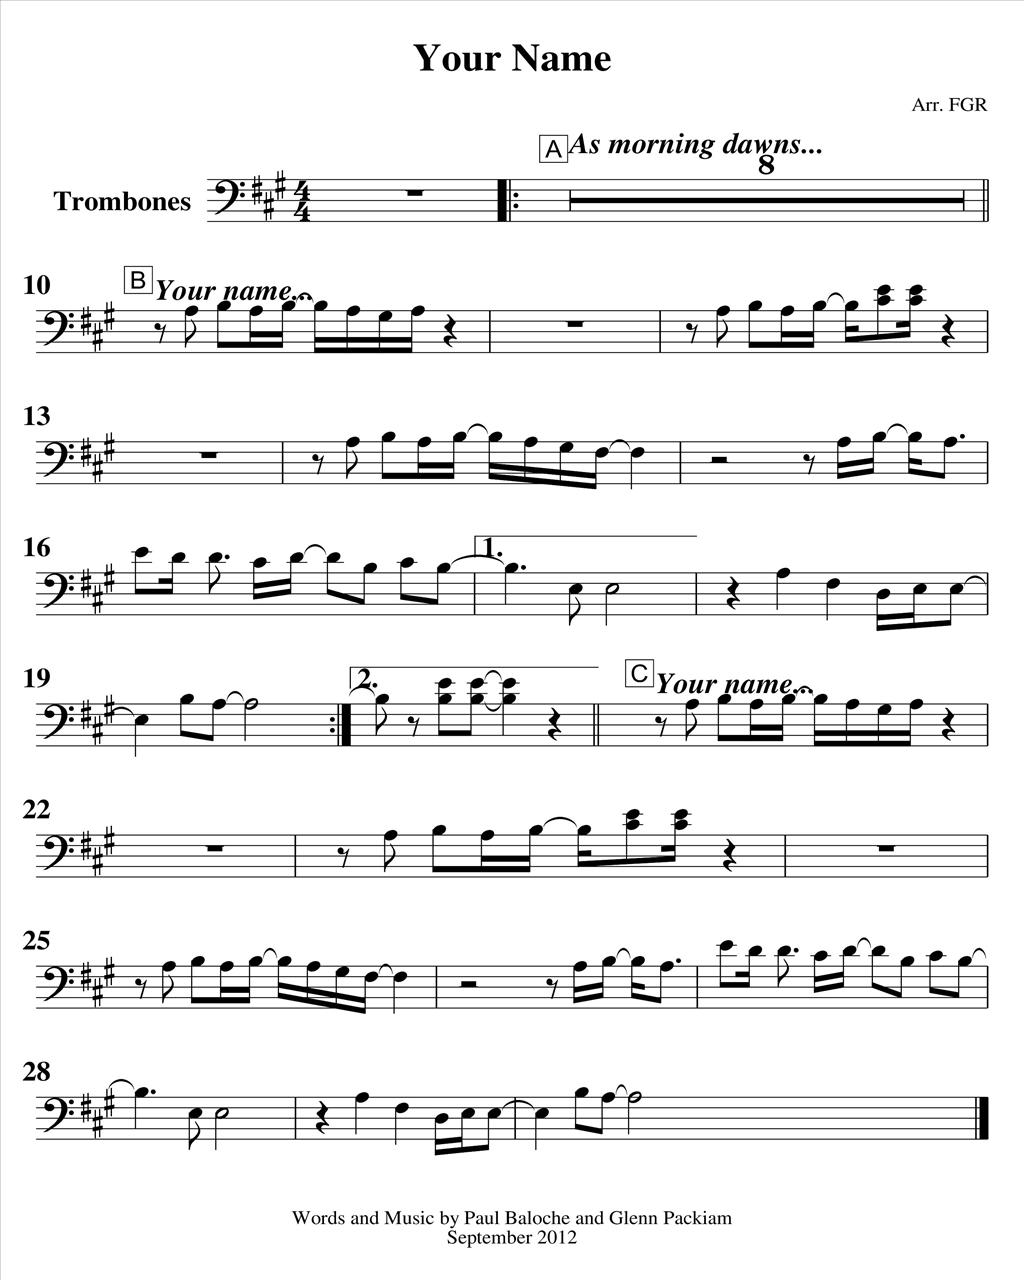 Your Name
Arr. FGR
A As morning dawns...
8
Trombones
4
4
10
B Your name...
13
16
1.
19
2.
C Your name...
22
25
28
Words and Music by Paul Baloche and Glenn Packiam
September 2012